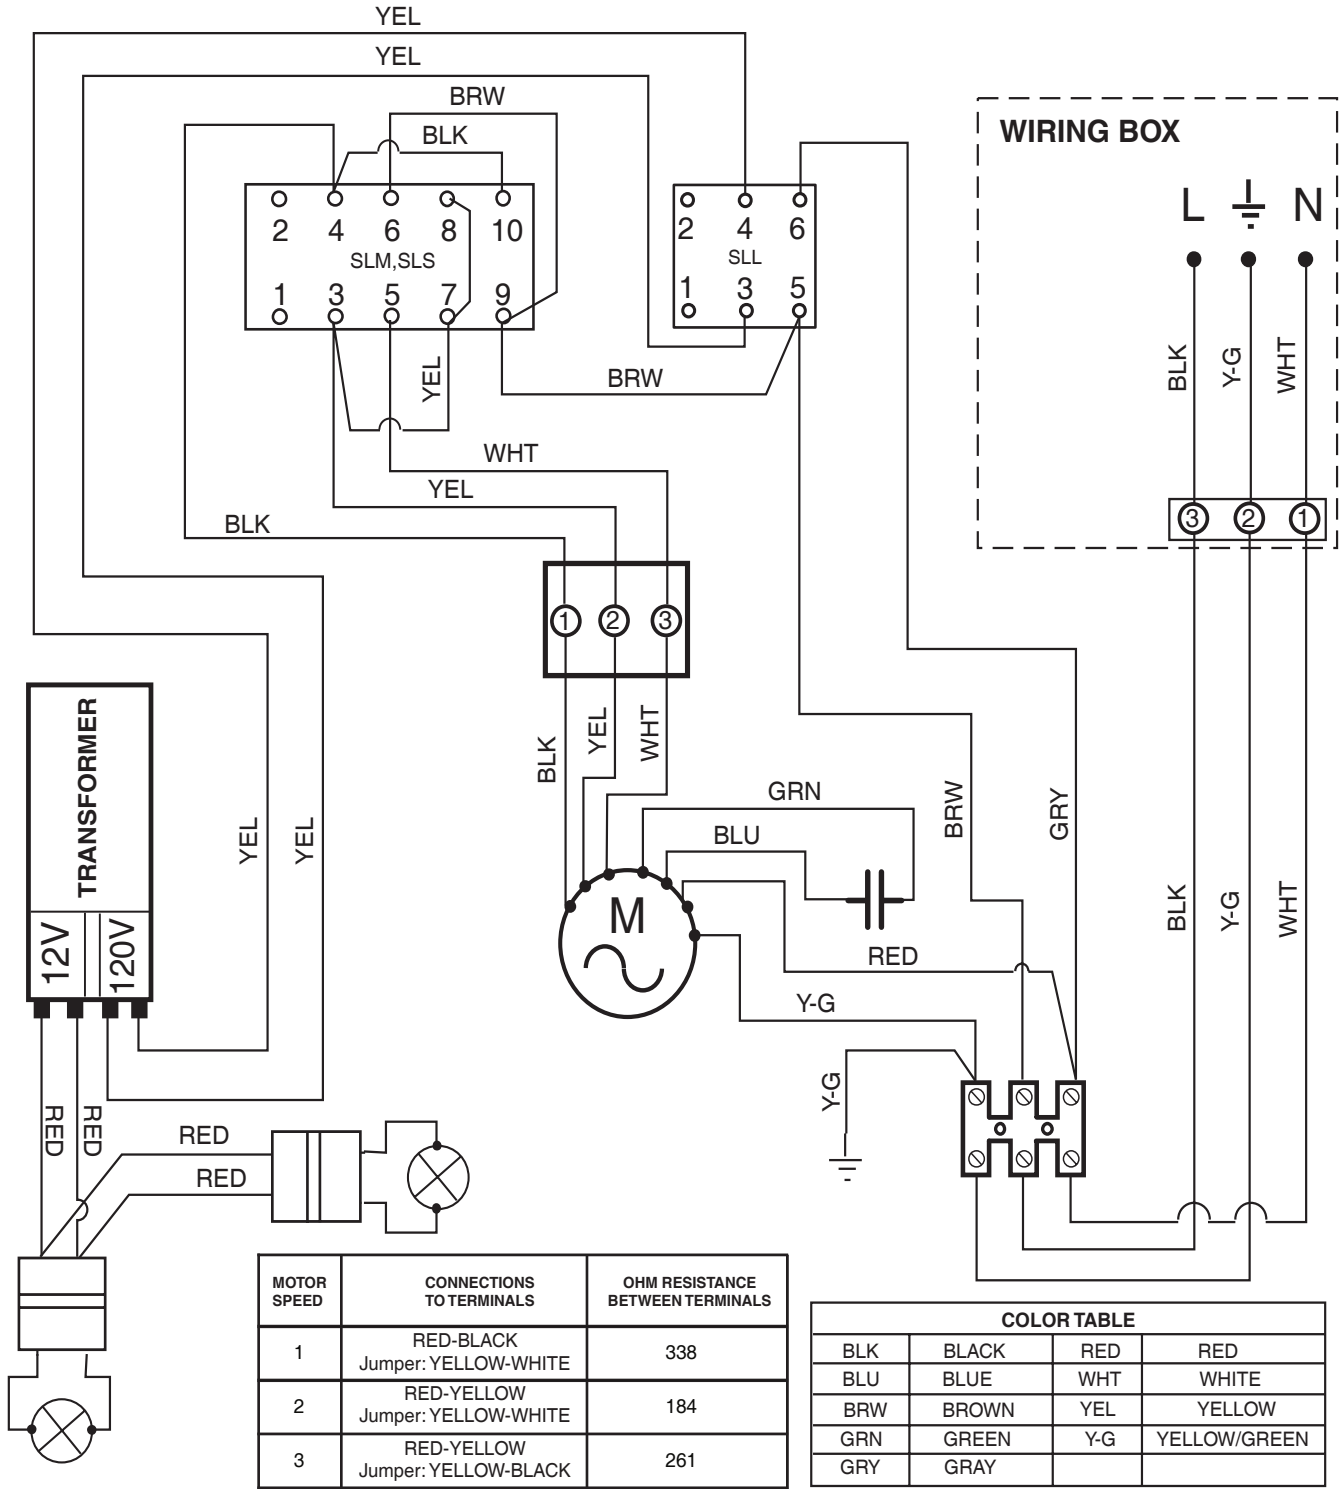 YEL
YEL
BRW
BLK
2 4 6 8 10
SLM,SLS
1 3 5 7 9
2 4 6
SLL
1 3 5
WIRING BOX
L N
BLK
Y-G
WHT
3 2 1
YEL
BRW
WHT
YEL
BLK
1 2 3
BLK
YEL
WHT
TRANSFORMER
12V
120V
YEL
YEL
GRN
BLU
M
RED
Y-G
Y-G
BRW
GRY
BLK
Y-G
WHT
RED
RED
RED
RED
MOTOR
SPEED
CONNECTIONS
TO TERMINALS
OHM RESISTANCE
BETWEEN TERMINALS
1
RED-BLACK
Jumper: YELLOW-WHITE
338
2
RED-YELLOW
Jumper: YELLOW-WHITE
184
3
RED-YELLOW
Jumper: YELLOW-BLACK
261
COLOR TABLE
BLK BLACK RED RED
BLU BLUE WHT WHITE
BRW BROWN YEL YELLOW
GRN GREEN Y-G YELLOW/GREEN
GRY GRAY